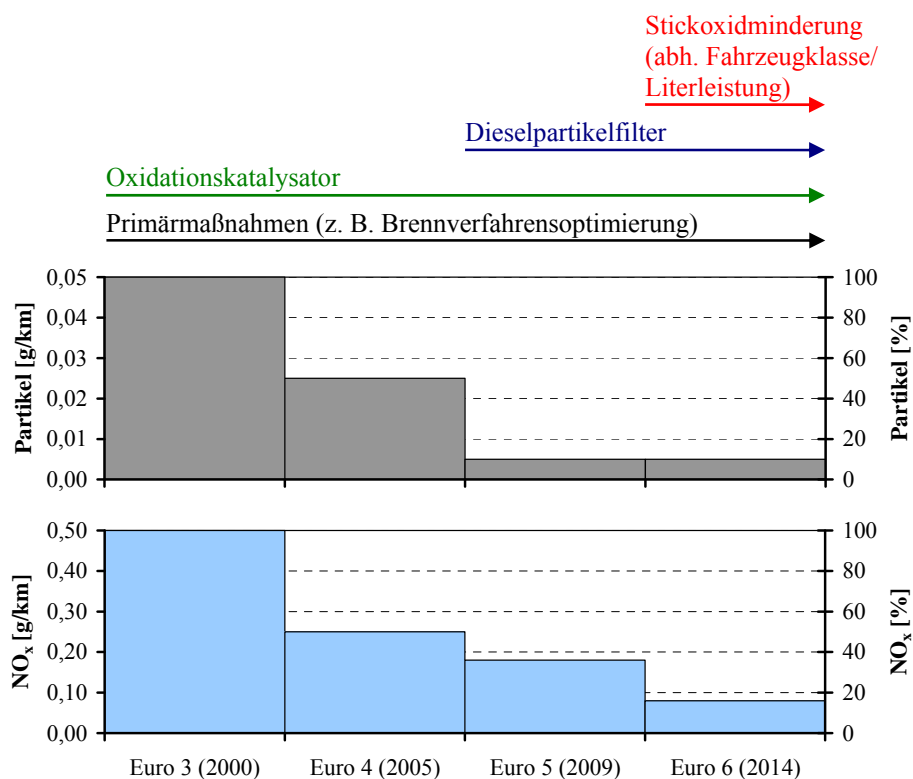 Stickoxidminderung
(abh. Fahrzeugklasse/
Literleistung)
Dieselpartikelfilter
Oxidationskatalysator
Primärmaßnahmen (z. B. Brennverfahrensoptimierung)
Partikel [g/km]
0,05
0,04
0,03
0,02
0,01
0,00
100
80
60
40
20
0
Partikel [%]
NOx [g/km]
0,50
0,40
0,30
0,20
0,10
0,00
100
80
60
40
20
0
NOx [%]
Euro 3 (2000) Euro 4 (2005) Euro 5 (2009) Euro 6 (2014)